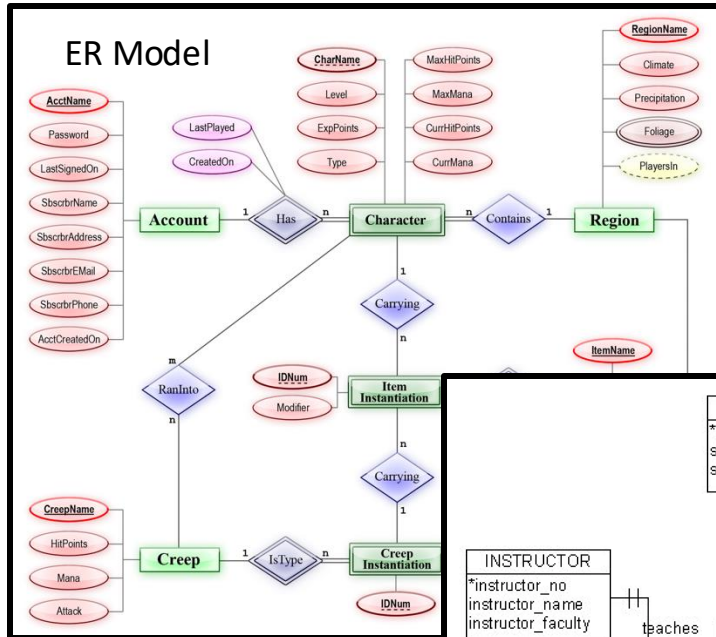 ER Model
AcctName
Password
LastSignedOn
SbscrbrName
SbscrbrAddress
SbscrbrEMail
SbscrbrPhone
AcctCreatedOn
LastPlayed
CreatedOn
CharName
Level
ExpPoints
Type
MaxHitPoints
MaxMana
CurrHitPoints
CurrMana
RegionName
Climate
Precipitation
Foliage
PlayersIn
Account
1
Has
n
Character
n
Contains
1
Region
1
Carrying
n
m
RanInto
n
IDNum
Modifier
Item
Instantiation
ItemName
n
Carrying
1
CreepName
HitPoints
Mana
Attack
Creep
1
IsType
n
Creep
Instantiation
IDNum
*
s
s
INSTRUCTOR
*instructor_no
instructor_name
instructor_faculty
teaches